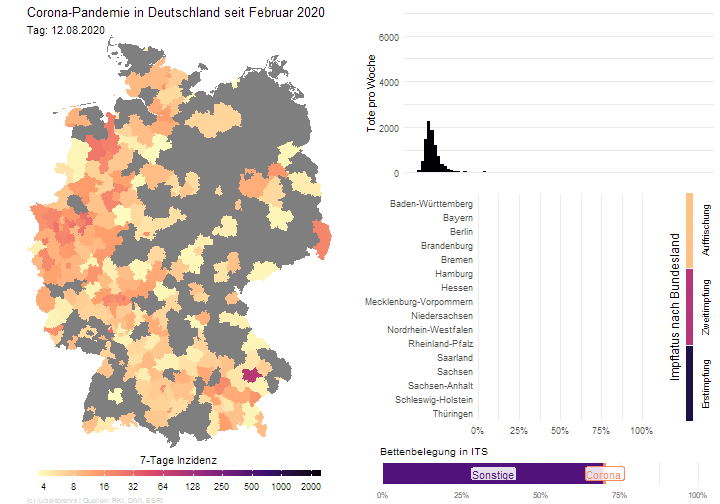 Corona-Pandemie in Deutschland seit Februar 2020
Tag: 12.08.2020
Tote pro Woche
6000
4000
2000
0
Baden-Württemberg
Bayern
Berlin
Brandenburg
Bremen
Hamburg
Hessen
Mecklenburg-Vorpommern
Niedersachsen
Nordrhein-Westfalen
Rheinland-Pfalz
Saarland
Sachsen
Sachsen-Anhalt
Schleswig-Holstein
Thüringen
0% 25% 50% 75% 100%
Impfstatus nach Bundesland
Auffrischung
Zweitimpfung
Erstimpfung
7-Tage Inzidenz
4 8 16 32 64 128 250 500 1000 2000
Bettenbelegung in ITS
Sonstige Corona
0% 25% 50% 75% 100%
| Quellen: RKI, DIVI, ESRI